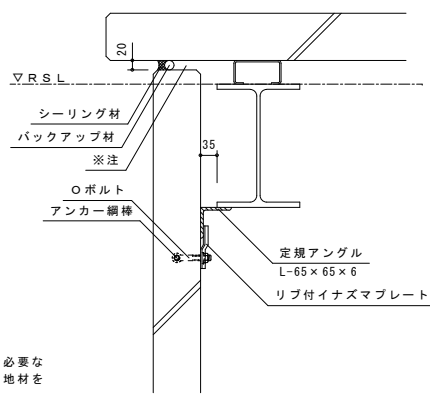 20
▽RSL
シーリング材
バックアップ材
※注
35
Oボルト
アンカー綱棒
定規アングル
L-65×65×6
リブ付イナズマプレート
必要な
地材を